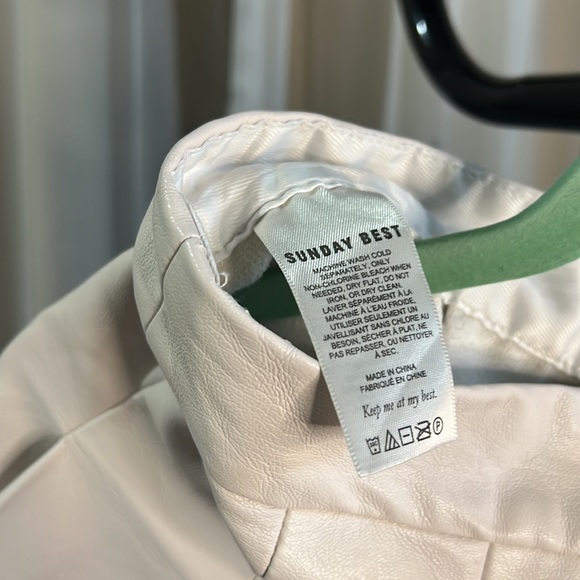 SUNDAY BEST
MACHINE WASH COLD
SEPARATELY, ONLY
NON-CHLORINE BLEACH WHEN
NEEDED, DRY FLAT, DO NOT
IRON, OR DRY CLEAN.
LAVER SÉPARÉMENT À LA
MACHINE À L'EAU FROIDE,
UTILISER SEULEMENT UN
JAVELLISANT SANS CHLORE AU
BESOIN, SÉCHER À PLAT, NE
PAS REPASSER, OU NETTOYER
À SEC.
MADE IN CHINA
FABRIQUÉ EN CHINE
Keep me at my best.
P